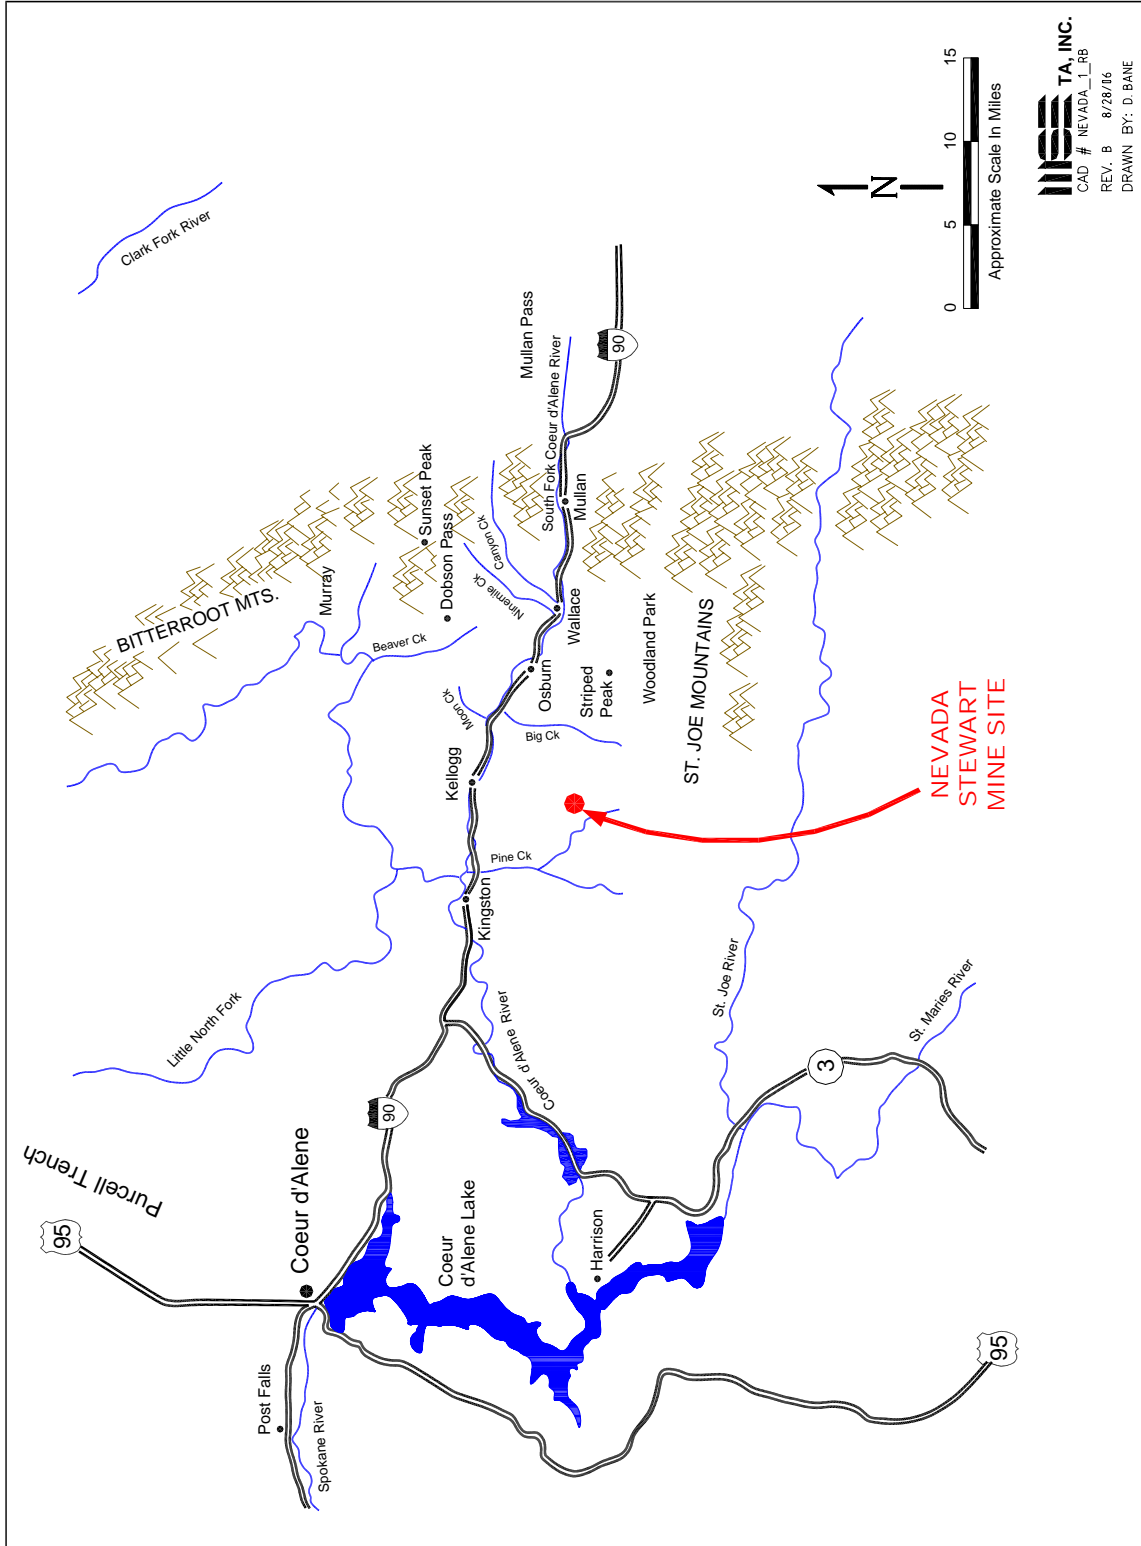 Clark Fork River
BITTERROOT MTS.
Murray
Sunset Peak
Dobson Pass
Beaver Ck
Ninemile Ck
Canyon Ck
South Fork Coeur d'Alene River
Mullan Pass
90
Mullan
Wallace
Osburn
Moon Ck
Kellogg
Big Ck
Striped
Peak
Woodland Park
ST. JOE MOUNTAINS
Pine Ck
Kingston
Little North Fork
Coeur d'Alene River
St. Joe River
St. Maries River
3
90
Purcell Trench
95
Coeur d'Alene
Coeur
d'Alene Lake
Harrison
Post Falls
Spokane River
95
NEVADA
STEWART
MINE SITE
N
0 5 10 15
Approximate Scale In Miles
MSE TA, INC.
CAD # NEVADA_1_RB
REV. B 8/28/06
DRAWN BY: D. BANE